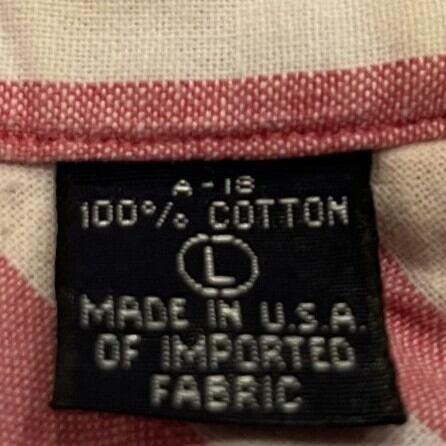 A-18
100% COTTON
L
MADE IN U.S.A.
OF IMPORTED
FABRIC